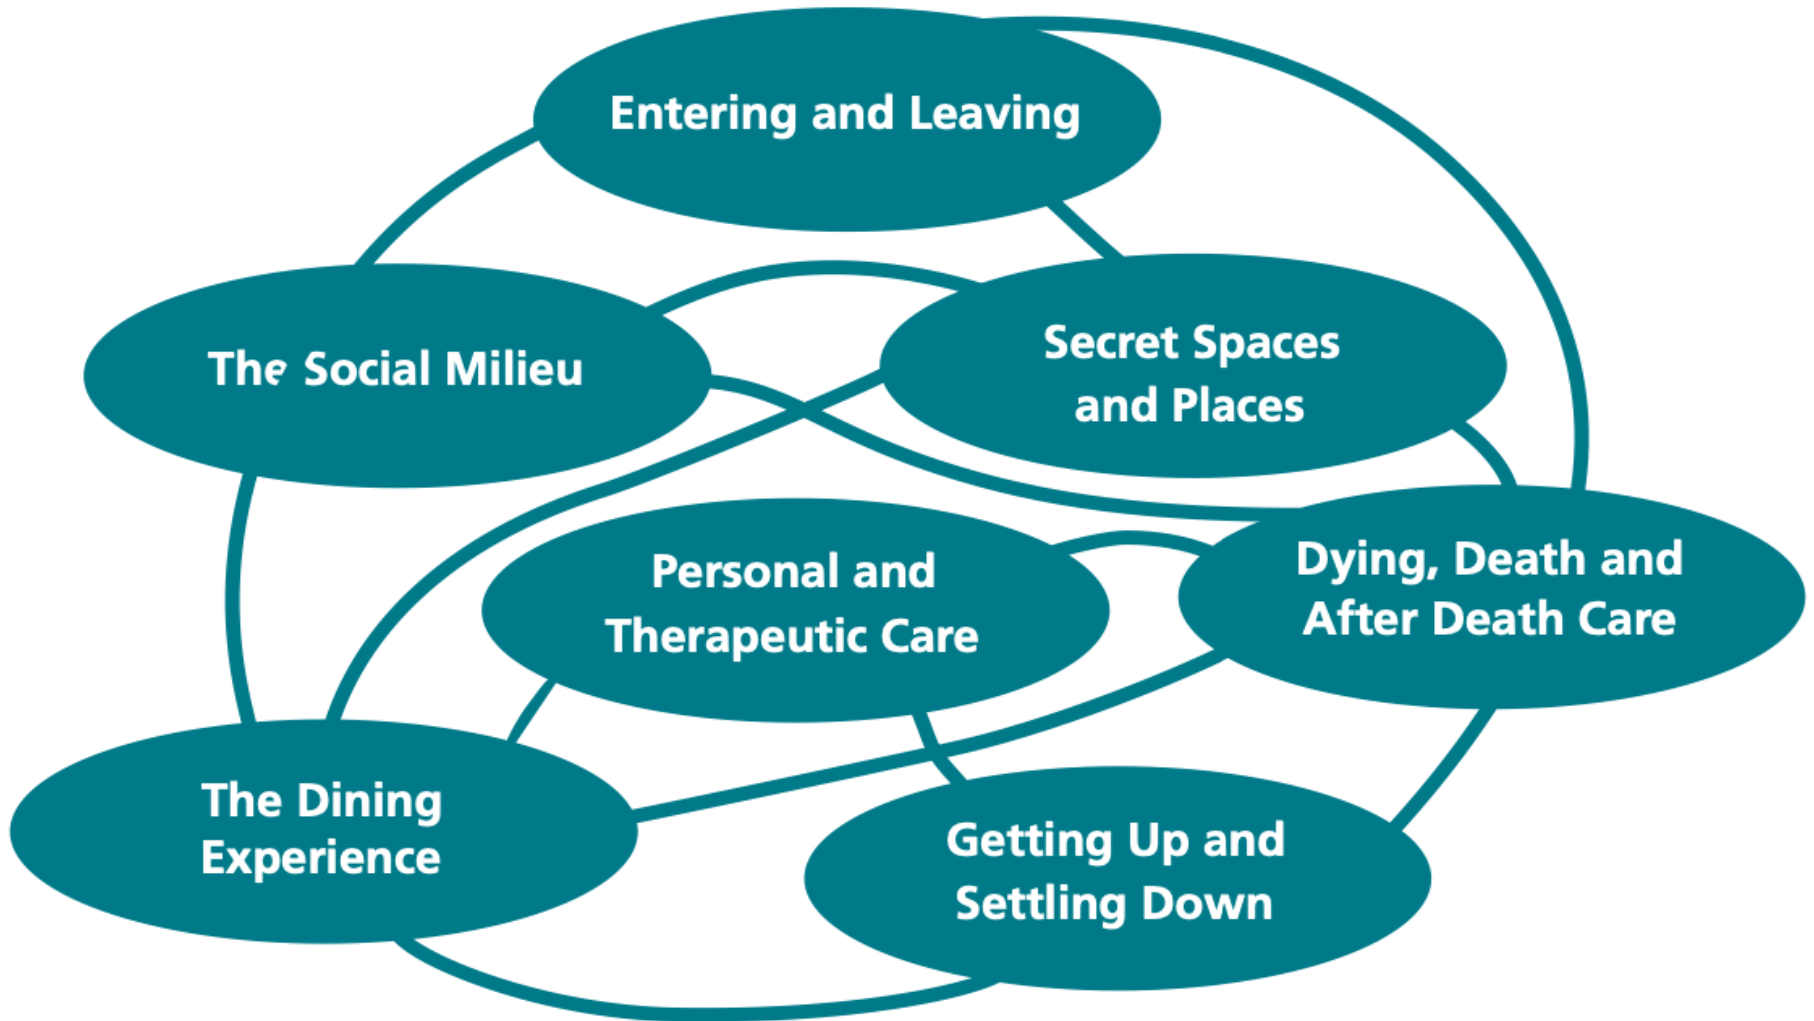 Entering and Leaving
The Social Milieu
Secret Spaces
and Places
Personal and
Therapeutic Care
Dying, Death and
After Death Care
The Dining
Experience
Getting Up and
Settling Down